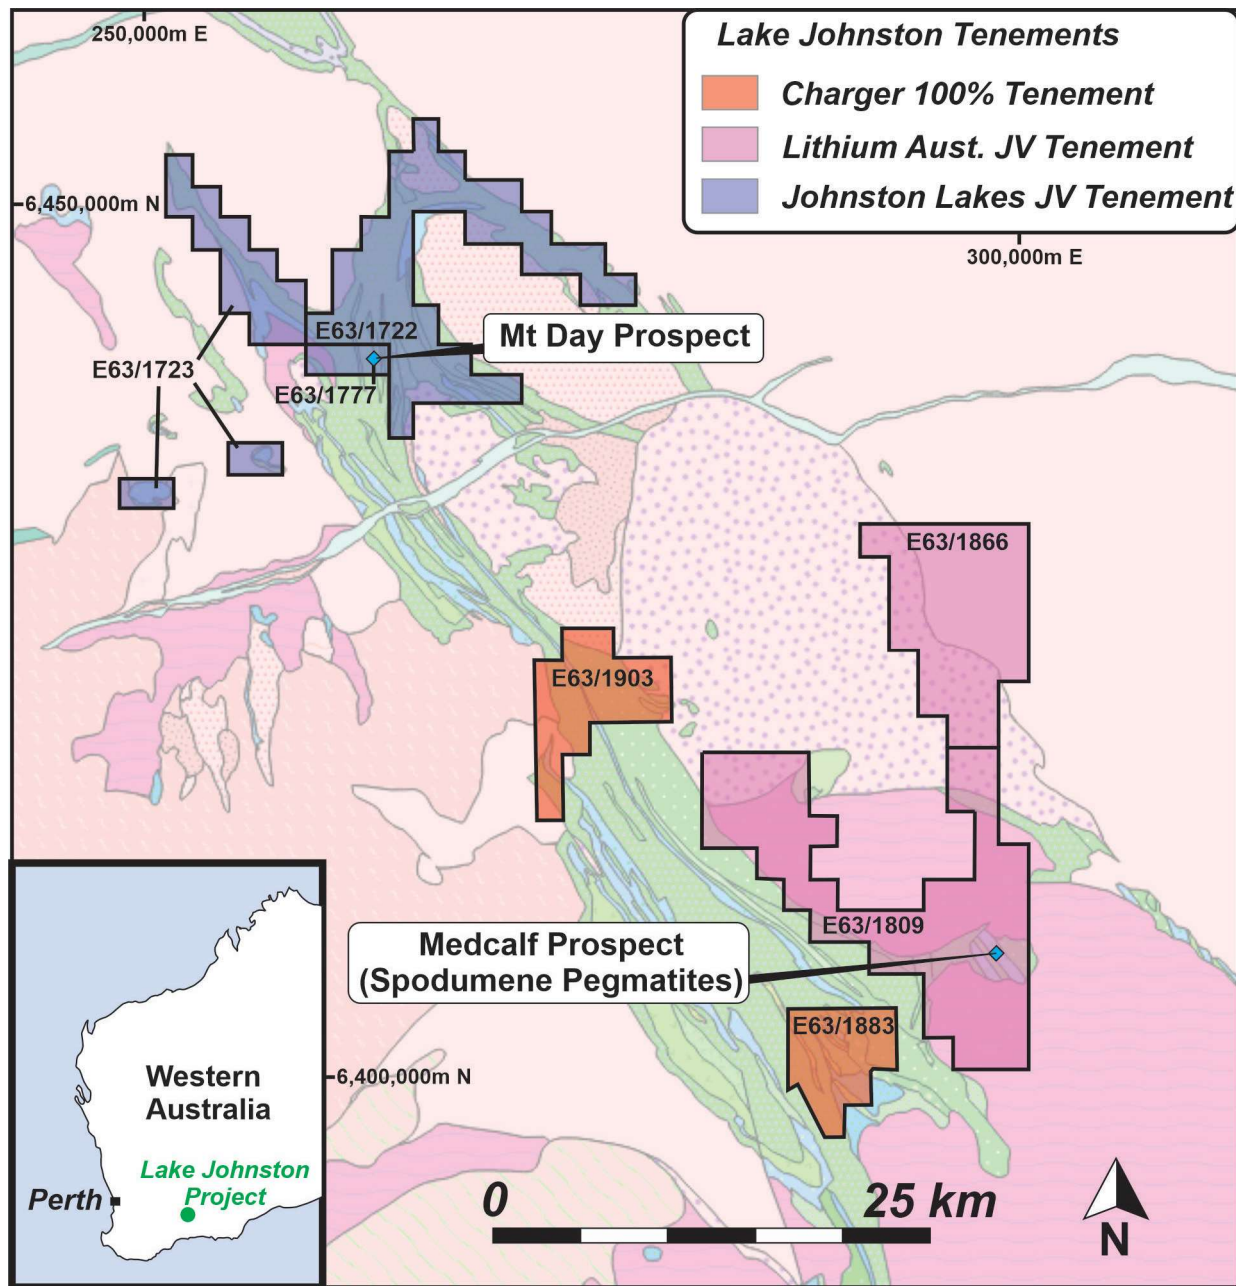 250,000m E
Lake Johnston Tenements
Charger 100% Tenement
Lithium Aust. JV Tenement
Johnston Lakes JV Tenement
6,450,000m N
300,000m E
E63/1722
Mt Day Prospect
E63/1723
E63/1777
E63/1866
E63/1903
E63/1809
Medcalf Prospect
(Spodumene Pegmatites)
E63/1883
6,400,000m N
Western
Australia
Lake Johnston
Project
Perth
0
25 km
N